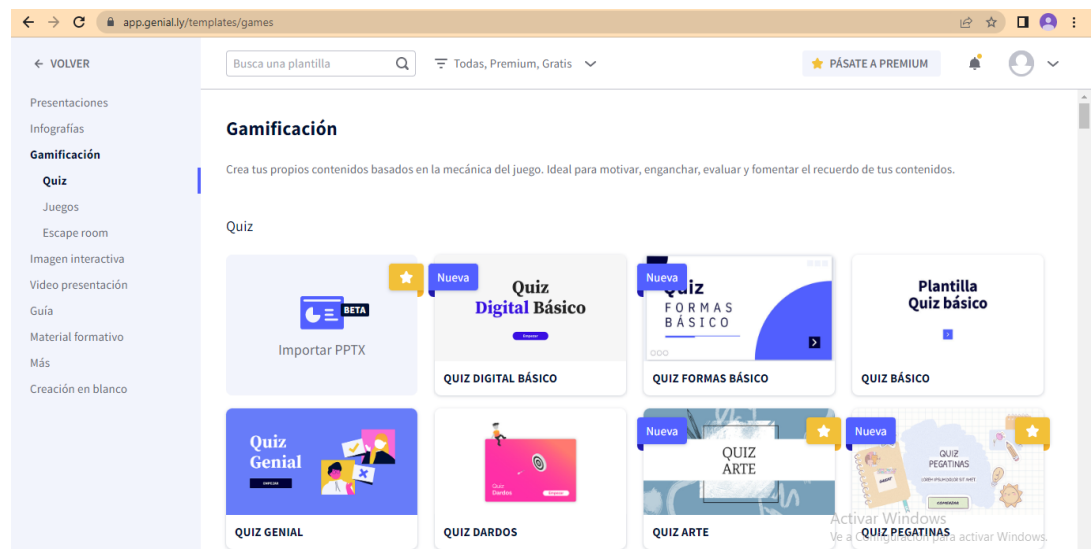 app.genial.ly/templates/games
VOLVER
Busca una plantilla
Todas, Premium, Gratis
PÁSATE A PREMIUM
Presentaciones
Infografías
Gamificación
Quiz
Juegos
Escape room
Imagen interactiva
Video presentación
Guía
Material formativo
Más
Creación en blanco
Gamificación
Crea tus propios contenidos basados en la mecánica del juego. Ideal para motivar, enganchar, evaluar y fomentar el recuerdo de tus contenidos.
Quiz
BETA
Importar PPTX
Nueva
Quiz
Digital Básico
Empezar
QUIZ DIGITAL BÁSICO
Nueva
Quiz
FORMAS
BÁSICO
QUIZ FORMAS BÁSICO
Plantilla
Quiz básico
QUIZ BÁSICO
Quiz
Genial
EMPEZAR
QUIZ GENIAL
Quiz
Dardos
QUIZ DARDOS
Nueva
QUIZ
ARTE
QUIZ ARTE
Nueva
QUIZ
PEGATINAS
COMENZAR
QUIZ PEGATINAS
Activar Windows
Ve a Configuración para activar Windows.